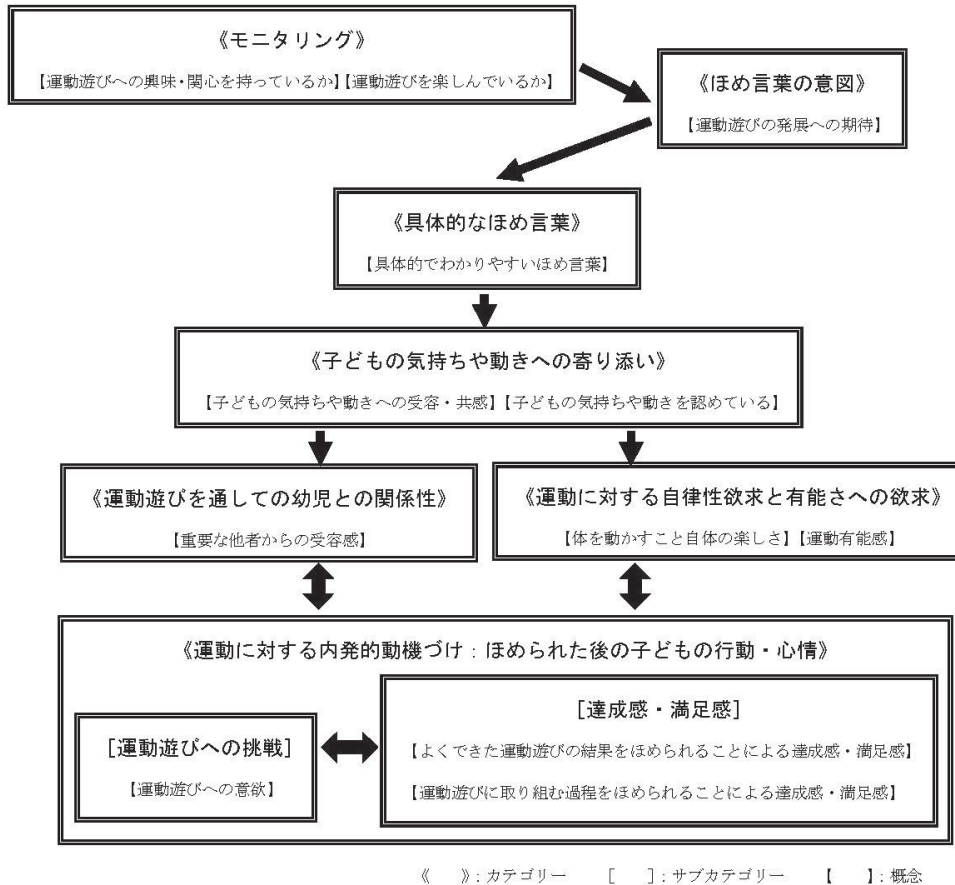 《モニタリング》
【運動遊びへの興味・関心を持っているか】【運動遊びを楽しんでいるか】
《ほめ言葉の意図》
【運動遊びの発展への期待】
《具体的なほめ言葉》
【具体的でわかりやすいほめ言葉】
《子どもの気持ちや動きへの寄り添い》
【子どもの気持ちや動きへの受容・共感】【子どもの気持ちや動きを認めている】
《運動遊びを通しての幼児との関係性》
【重要な他者からの受容感】
《運動に対する自律性欲求と有能さへの欲求》
【体を動かすこと自体の楽しさ】【運動有能感】
《運動に対する内発的動機づけ：ほめられた後の子どもの行動・心情》
［運動遊びへの挑戦］
【運動遊びへの意欲】
［達成感・満足感］
【よくできた運動遊びの結果をほめられることによる達成感・満足感】
【運動遊びに取り組む過程をほめられることによる達成感・満足感】
《　》：カテゴリー　［　］：サブカテゴリー　【　】：概念